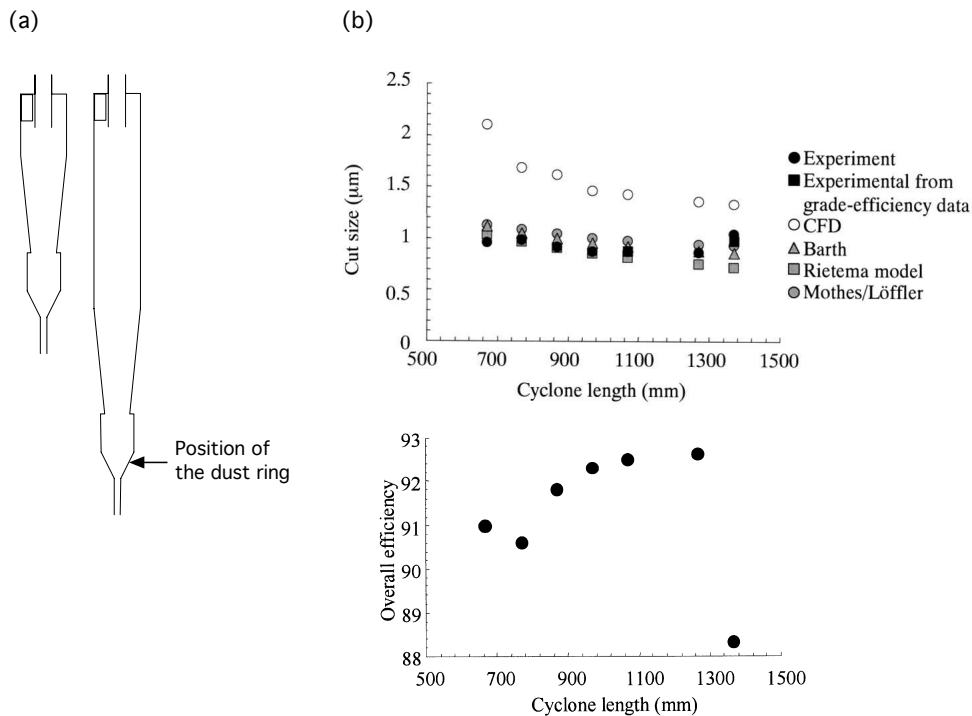 (a)
Position of
the dust ring
(b)
2.5
2
1.5
1
0.5
0
Cut size (μm)
500 700 900 1100 1300 1500
Cyclone length (mm)
Experiment
Experimental from
grade-efficiency data
CFD
Barth
Rietema model
Mothes/Löffler
93
92
91
90
89
88
Overall efficiency
500 700 900 1100 1300 1500
Cyclone length (mm)